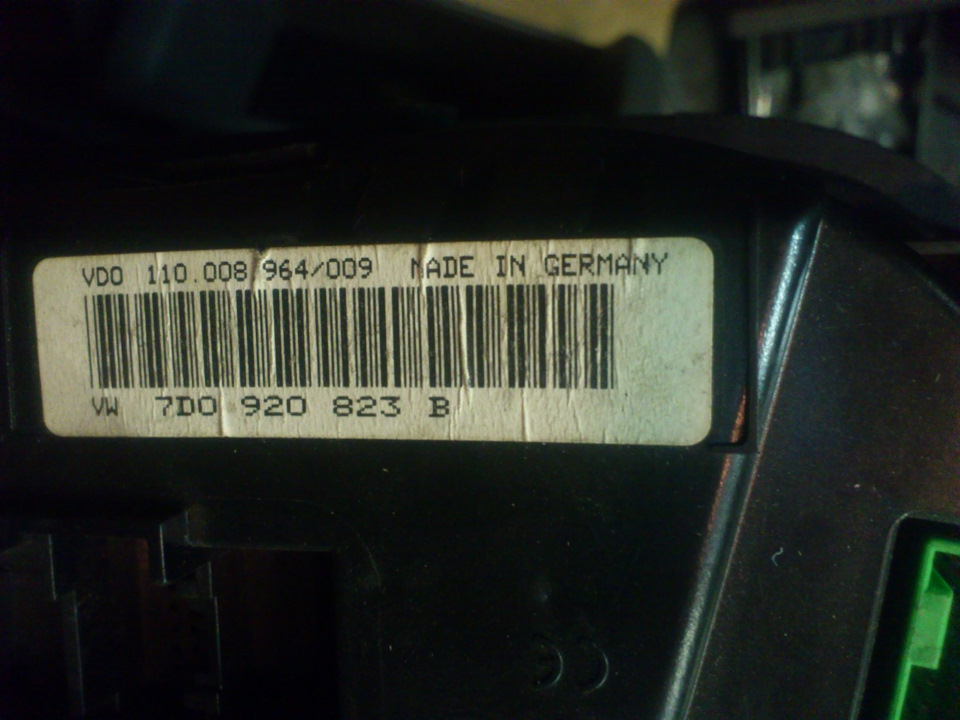 VDO 110.008 964/009 MADE IN GERMANY
VW 7D0 920 823 B